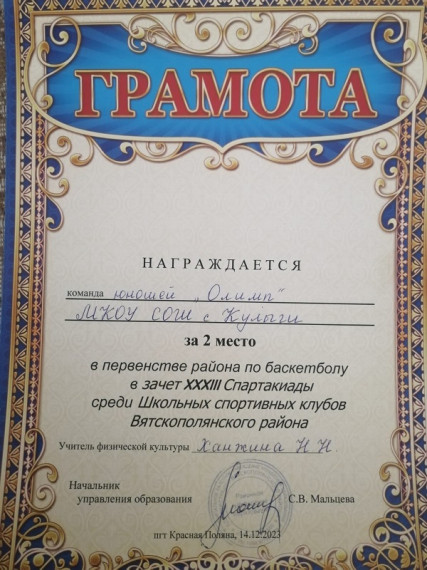 ГРАМОТА
НАГРАЖДАЕТСЯ
команда юношей „Олимп"
МКОУ СОШ с Кулыги
за 2 место
в первенстве района по баскетболу
в зачет XXXIII Спартакиады
среди Школьных спортивных клубов
Вятскополянского района
Учитель физической культуры Ханжина Н Н.
Начальник
управления образования С.В. Мальцева
пгт Красная Поляна, 14.12.2023